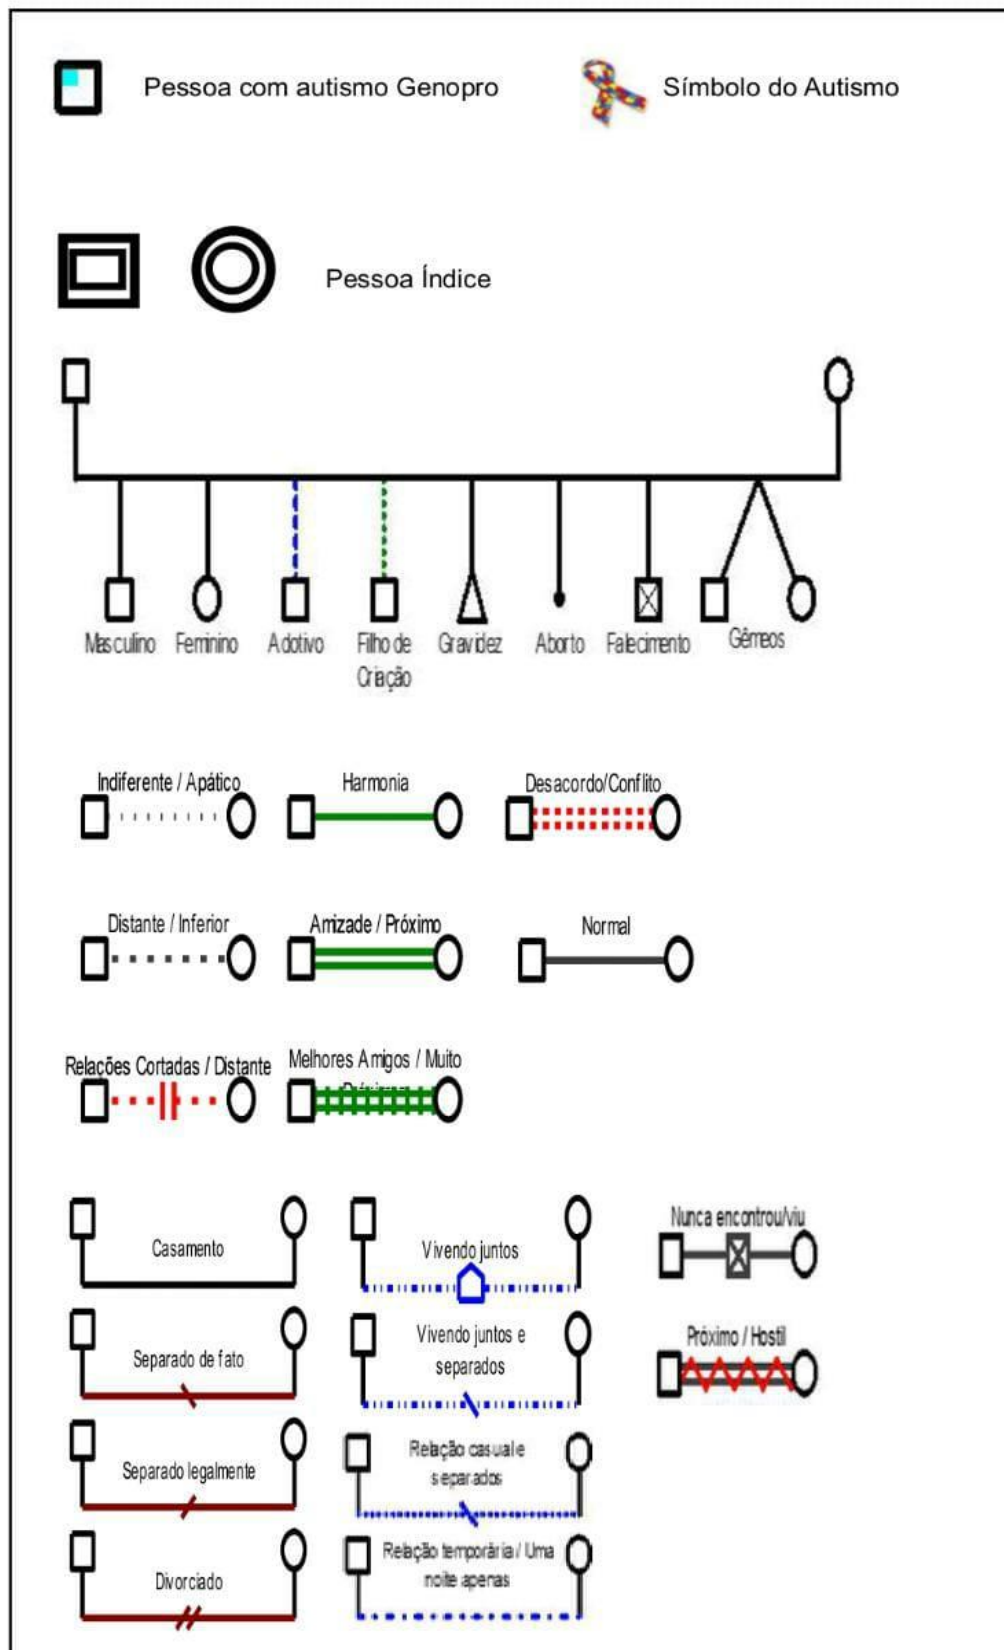 Pessoa com autismo Genopro
Símbolo do Autismo
Pessoa Índice
Masculino
Feminino
Adotivo
Filho de
Criação
Gravidez
Aborto
Falecimento
Gêmeos
Indiferente / Apático
Harmonia
Desacordo/Conflito
Distante / Inferior
Amizade / Próximo
Normal
Relações Cortadas / Distante
Melhores Amigos / Muito
Casamento
Vivendo juntos
Nunca encontrou/viu
Separado de fato
Vivendo juntos e
separados
Próximo / Hostil
Separado legalmente
Relação casual e
separados
Divorciado
Relação temporária / Uma
noite apenas